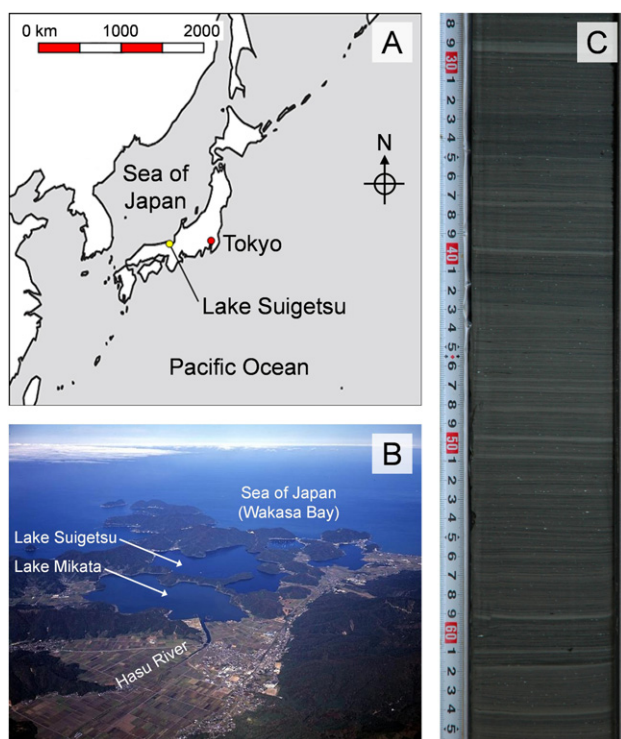 0 km 1000 2000
A
N
Sea of
Japan
Tokyo
Lake Suigetsu
Pacific Ocean
B
Sea of Japan
(Wakasa Bay)
Lake Suigetsu
Lake Mikata
Hasu River
C
8
9
30
1
2
3
4
5
6
7
8
9
40
1
2
3
4
5
6
7
8
9
50
1
2
3
4
5
6
7
8
9
60
1
2
3
4
5